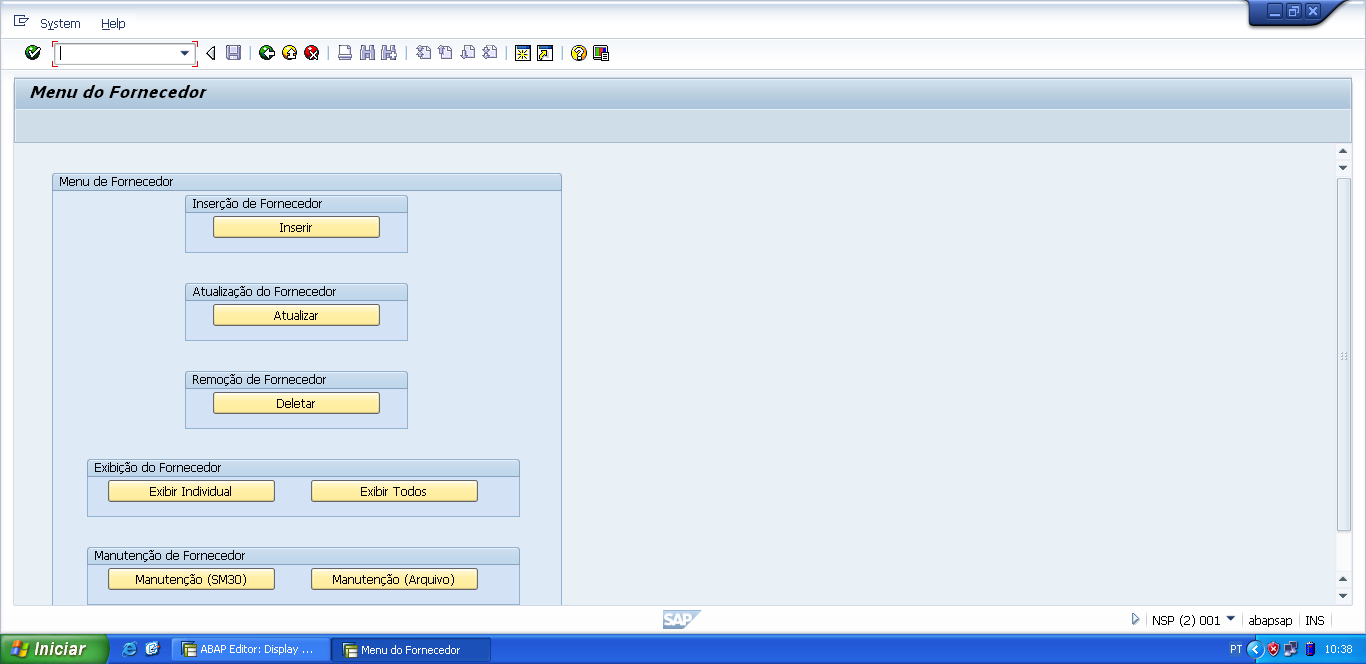 System Help
Menu do Fornecedor
Menu de Fornecedor
Inserção de Fornecedor
Inserir
Atualização do Fornecedor
Atualizar
Remoção de Fornecedor
Deletar
Exibição do Fornecedor
Exibir Individual Exibir Todos
Manutenção de Fornecedor
Manutenção (SM30) Manutenção (Arquivo)
SAP NSP (2) 001 abapsap INS
Iniciar ABAP Editor: Display ... Menu do Fornecedor PT 10:38